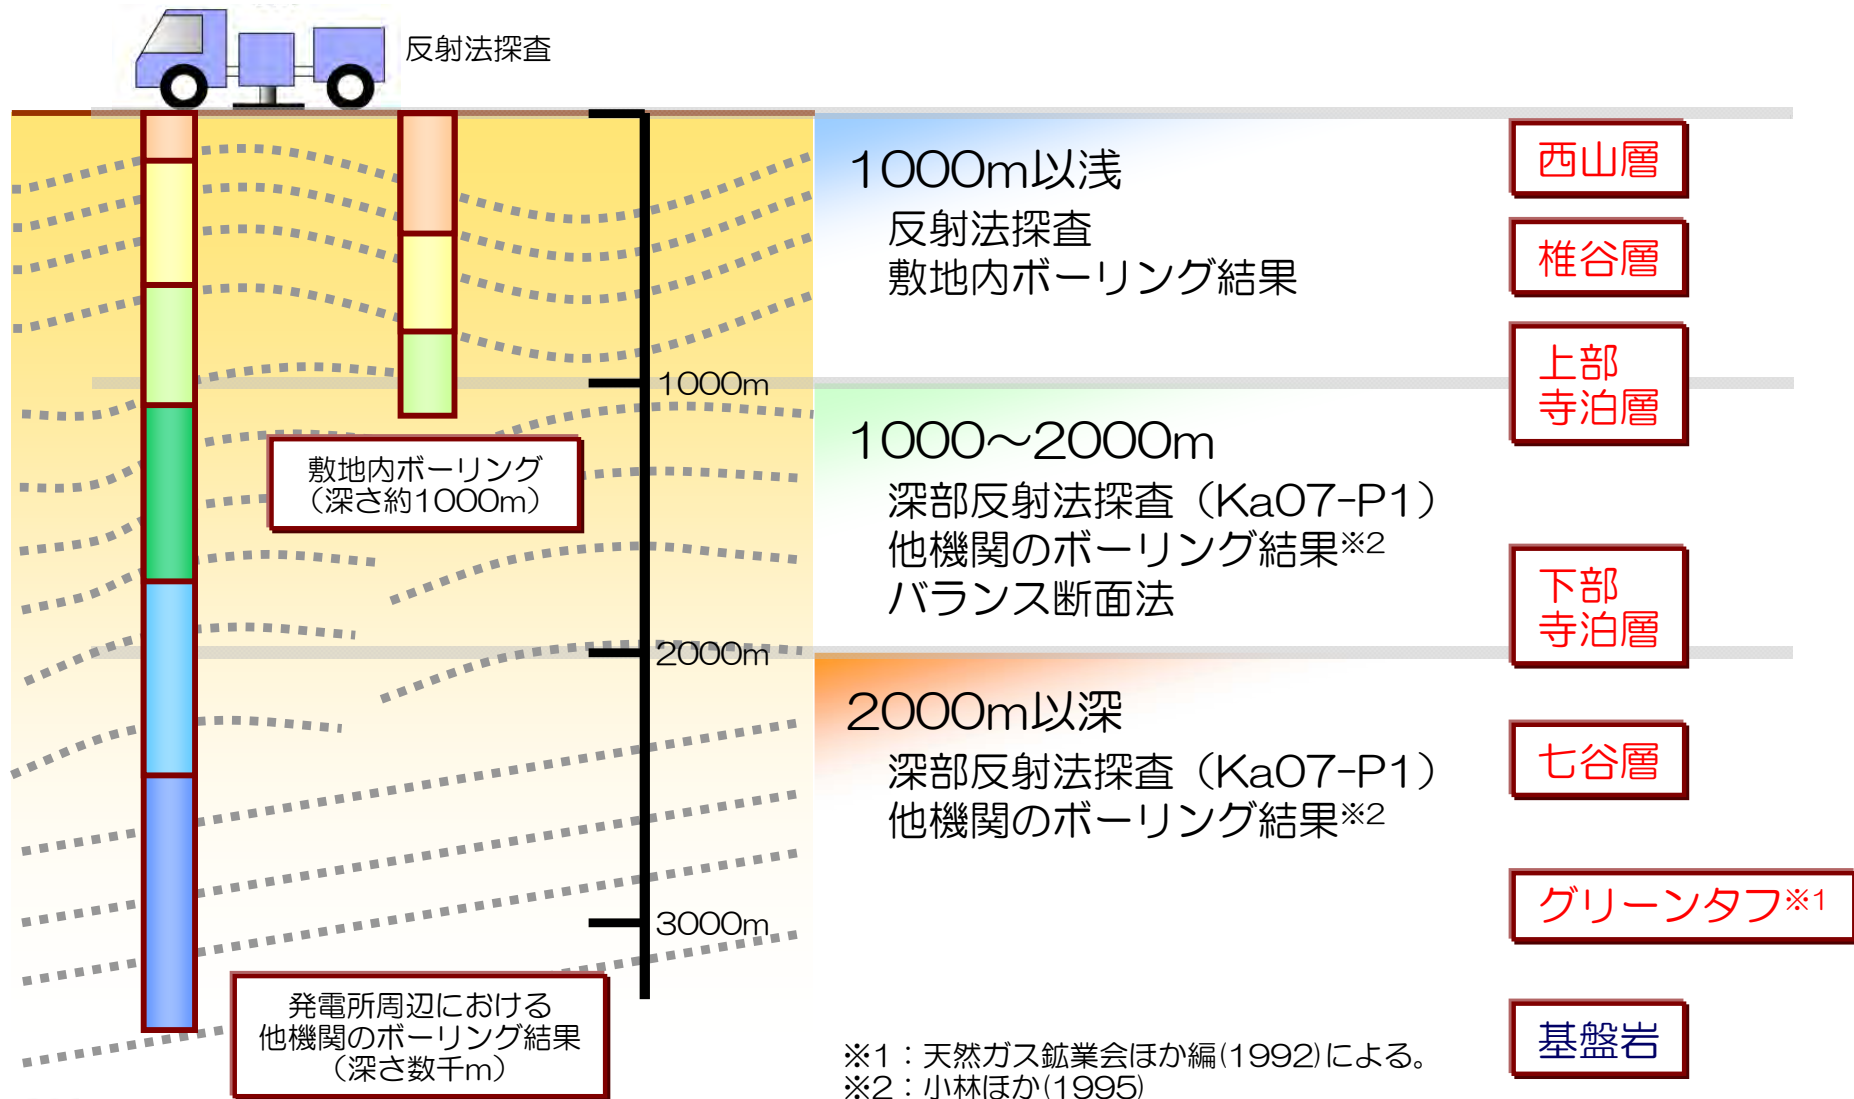 反射法探査
1000m以浅
反射法探査
敷地内ボーリング結果
1000m
1000～2000m
深部反射法探査（Ka07-P1）
他機関のボーリング結果※2
バランス断面法
敷地内ボーリング
（深さ約1000m）
2000m
2000m以深
深部反射法探査（Ka07-P1）
他機関のボーリング結果※2
3000m
発電所周辺における
他機関のボーリング結果
（深さ数千m）
西山層
椎谷層
上部
寺泊層
下部
寺泊層
七谷層
グリーンタフ※1
基盤岩
※1：天然ガス鉱業会ほか編(1992)による。
※2：小林ほか(1995)